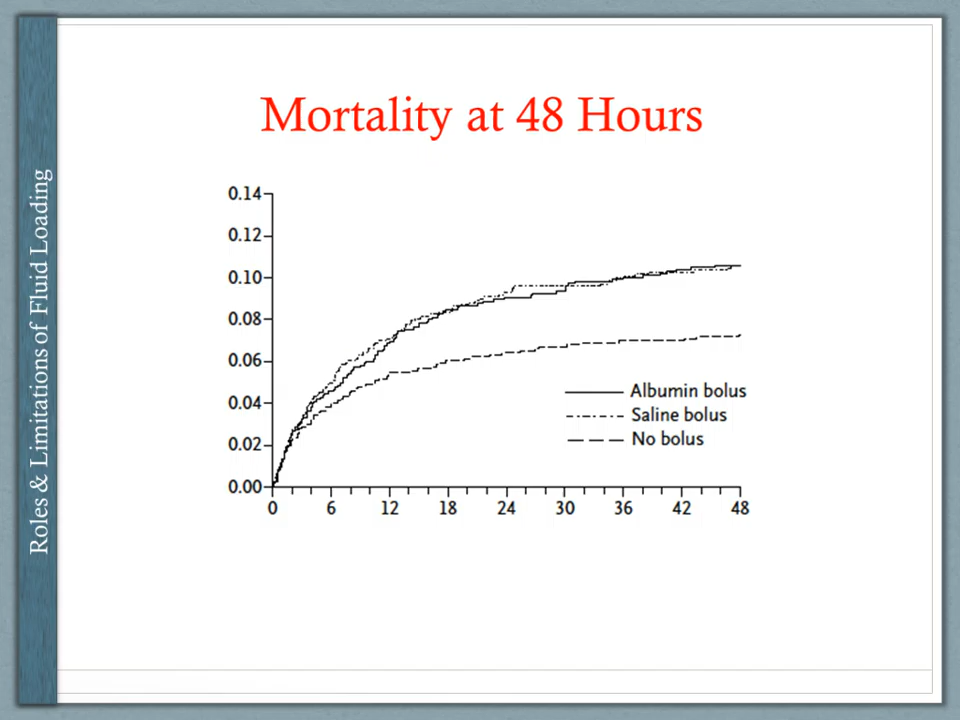 Mortality at 48 Hours
Roles & Limitations of Fluid Loading
0.14
0.12
0.10
0.08
0.06
0.04
0.02
0.00
Albumin bolus
Saline bolus
No bolus
0 6 12 18 24 30 36 42 48